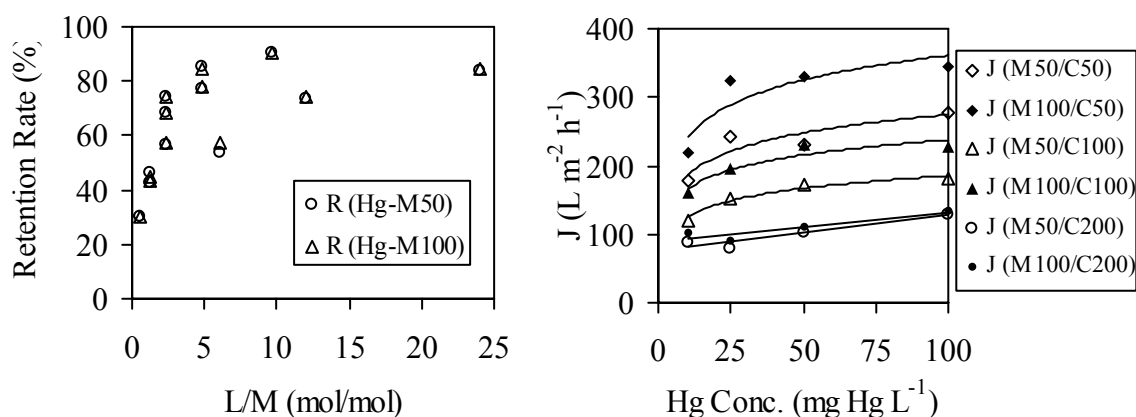 Retention Rate (%)
100
80
60
40
20
0
R (Hg-M50)
R (Hg-M100)
0 5 10 15 20 25
L/M (mol/mol)
J (L m-2 h-1)
400
300
200
100
0
0 50 100
Hg Conc. (mg Hg L-1)
J (M50/C50)
J (M100/C50)
J (M50/C100)
J (M100/C100)
J (M50/C200)
J (M100/C200)